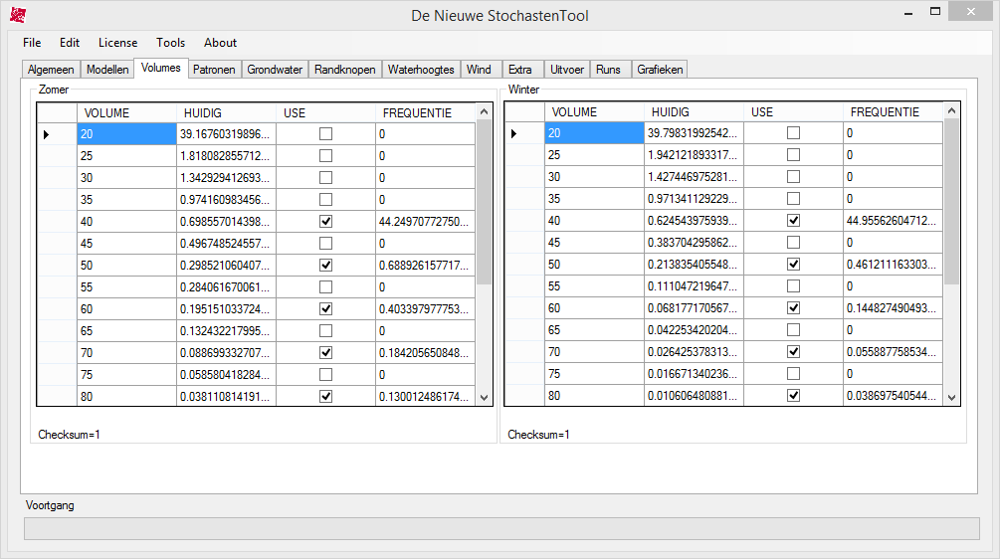 De Nieuwe StochastenTool
File Edit License Tools About
Algemeen Modellen Volumes Patronen Grondwater Randknopen Waterhoogtes Wind Extra Uitvoer Runs Grafieken
Zomer
VOLUME HUIDIG USE FREQUENTIE
20 39.16760319896... 0
25 1.818082855712... 0
30 1.342929412693... 0
35 0.974160983456... 0
40 0.698557014398... 44.24970772750...
45 0.496748524557... 0
50 0.298521060407... 0.688926157717...
55 0.284061670061... 0
60 0.195151033724... 0.403397977753...
65 0.132432217995... 0
70 0.088699332707... 0.184205650848...
75 0.058580418284... 0
80 0.038110814191... 0.130012486174...
Checksum=1
Winter
VOLUME HUIDIG USE FREQUENTIE
20 39.79831992542... 0
25 1.942121893317... 0
30 1.427446975281... 0
35 0.971341129229... 0
40 0.624543975939... 44.95562604712...
45 0.383704295862... 0
50 0.213835405548... 0.461211163303...
55 0.111047219647... 0
60 0.068177170567... 0.144827490493...
65 0.042253420204... 0
70 0.026425378313... 0.055887758534...
75 0.016671340236... 0
80 0.010606480881... 0.038697540544...
Checksum=1
Voortgang